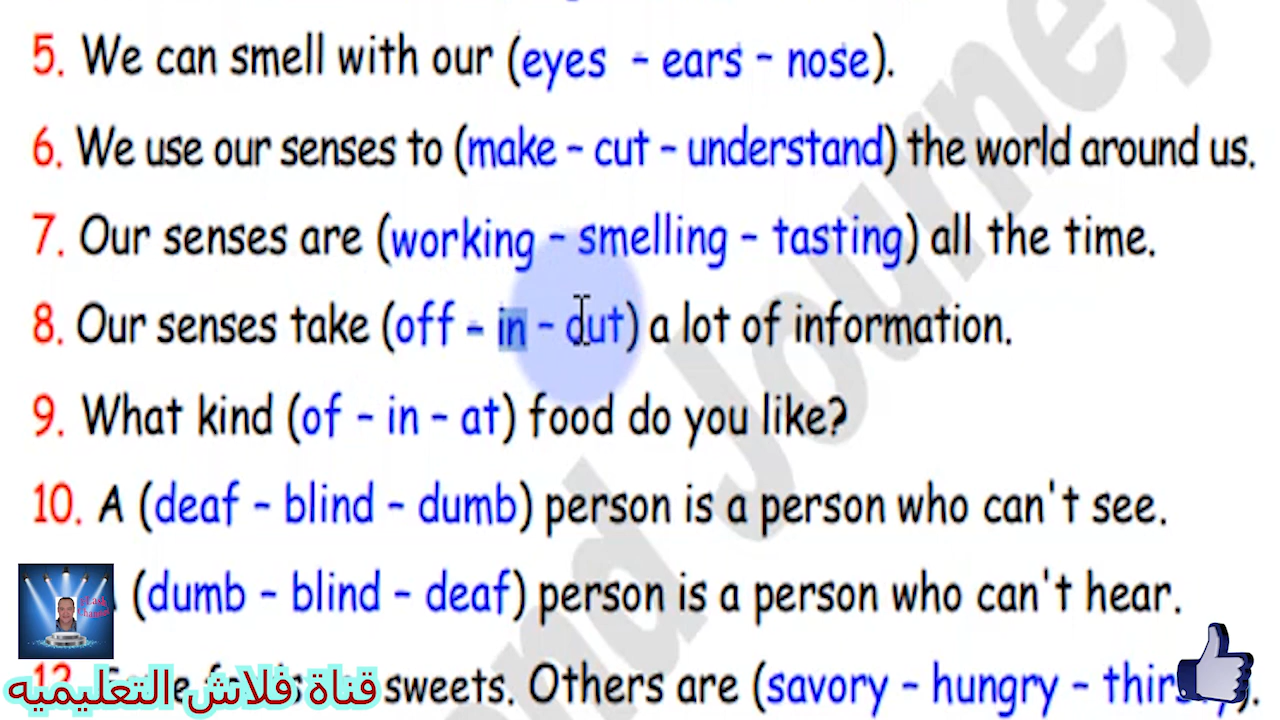 5. We can smell with our (eyes - ears - nose).
6. We use our senses to (make - cut - understand) the world around us.
7. Our senses are (working - smelling - tasting) all the time.
8. Our senses take (off - in - out) a lot of information.
9. What kind (of - in - at) food do you like?
10. A (deaf - blind - dumb) person is a person who can't see.
(dumb - blind - deaf) person is a person who can't hear.
12. sweets. Others are (savory - hungry -
قناة فلاش التعليميه
and Journey